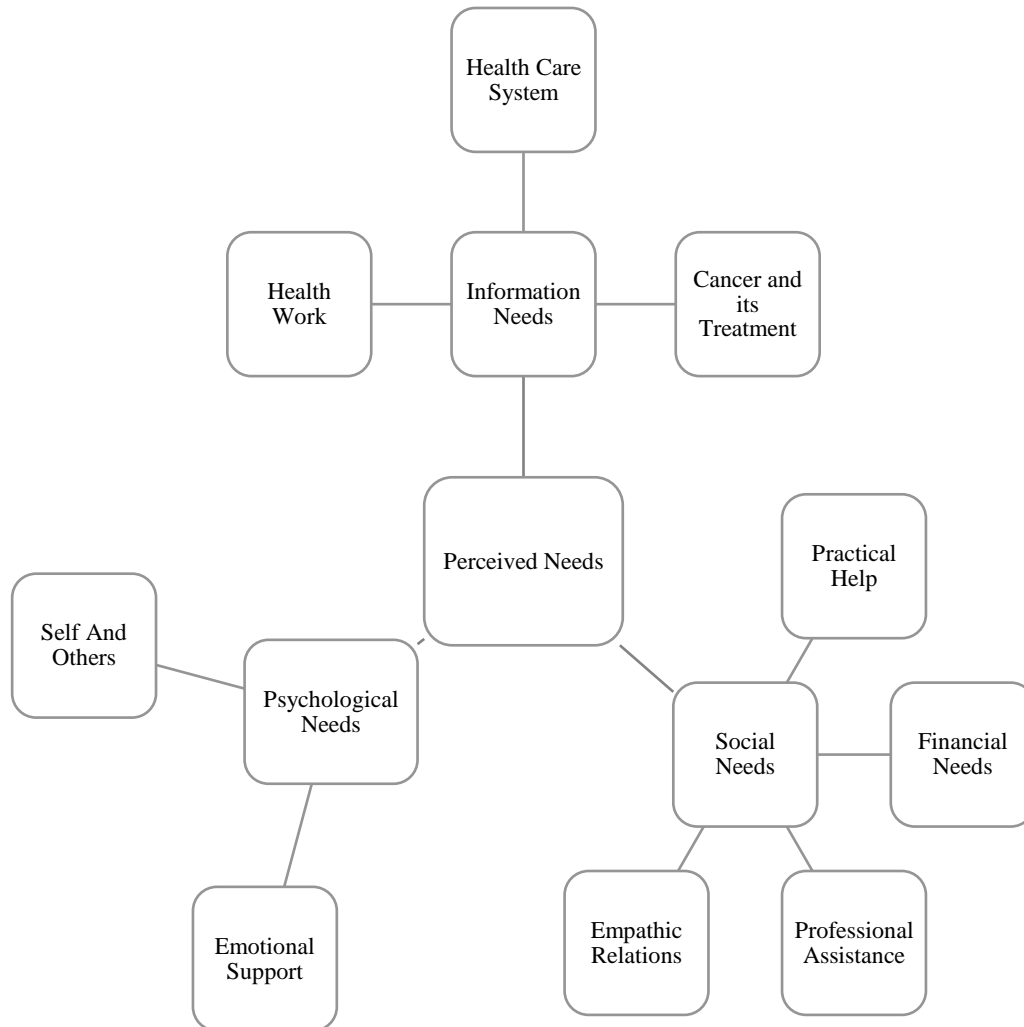 Health Care
System
Health
Work
Information
Needs
Cancer and
its
Treatment
Perceived Needs
Practical
Help
Self And
Others
Psychological
Needs
Social
Needs
Financial
Needs
Emotional
Support
Empathic
Relations
Professional
Assistance